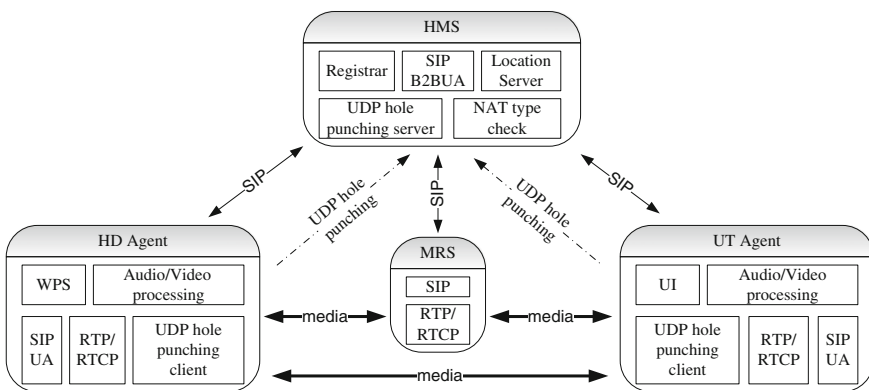 HMS
Registrar
SIP
B2BUA
Location
Server
UDP hole
punching server
NAT type
check
SIP
UDP hole
punching
SIP
UDP hole
punching
SIP
HD Agent
WPS
Audio/Video
processing
SIP
UA
RTP/
RTCP
UDP hole
punching
client
media
MRS
SIP
RTP/
RTCP
media
UT Agent
UI
Audio/Video
processing
UDP hole
punching
client
RTP/
RTCP
SIP
UA
media